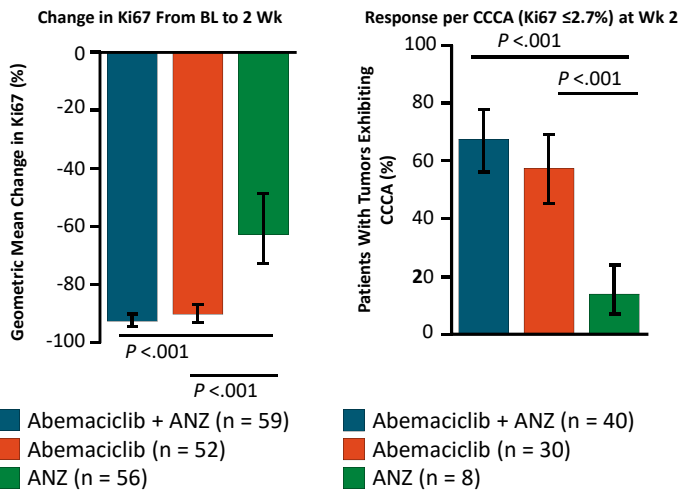 Change in Ki67 From BL to 2 Wk
Geometric Mean Change in Ki67 (%)
0
-20
-40
-60
-80
-100
P <.001
P <.001
Abemaciclib + ANZ (n = 59)
Abemaciclib (n = 52)
ANZ (n = 56)
Response per CCCA (Ki67 ≤2.7%) at Wk 2
Patients With Tumors Exhibiting
CCCA (%)
100
80
60
40
20
0
P <.001
P <.001
Abemaciclib + ANZ (n = 40)
Abemaciclib (n = 30)
ANZ (n = 8)